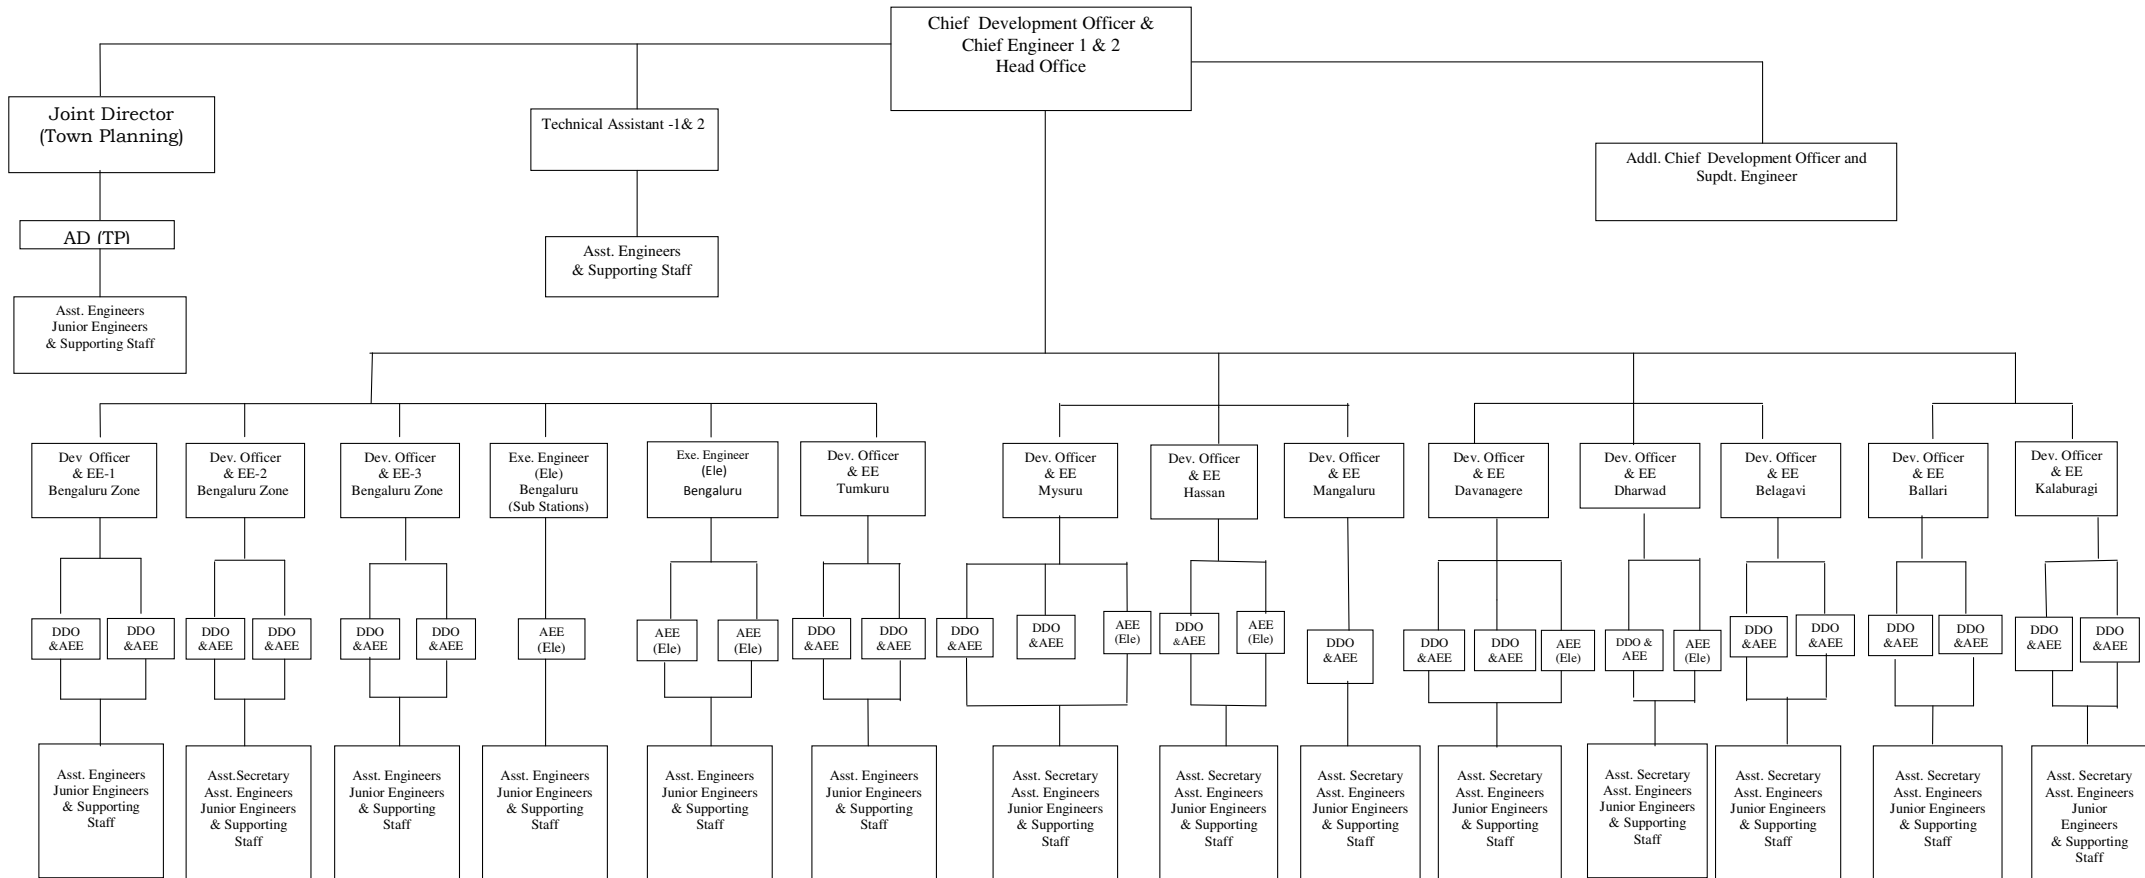 Chief Development Officer &
Chief Engineer 1 & 2
Head Office
Joint Director
(Town Planning)
Technical Assistant -1& 2
Addl. Chief Development Officer and
Supdt. Engineer
AD (TP)
Asst. Engineers
& Supporting Staff
Asst. Engineers
Junior Engineers
& Supporting Staff
Dev Officer
& EE-1
Bengaluru Zone
Dev. Officer
& EE-2
Bengaluru Zone
Dev. Officer
& EE-3
Bengaluru Zone
Exe. Engineer
(Ele)
Bengaluru
(Sub Stations)
Exe. Engineer
(Ele)
Bengaluru
Dev. Officer
& EE
Tumkuru
Dev. Officer
& EE
Mysuru
Dev. Officer
& EE
Hassan
Dev. Officer
& EE
Mangaluru
Dev. Officer
& EE
Davanagere
Dev. Officer
& EE
Dharwad
Dev. Officer
& EE
Belagavi
Dev. Officer
& EE
Ballari
Dev. Officer
& EE
Kalaburagi
DDO
&AEE
DDO
&AEE
DDO
&AEE
DDO
&AEE
DDO
&AEE
DDO
&AEE
AEE
(Ele)
AEE
(Ele)
AEE
(Ele)
DDO
&AEE
DDO
&AEE
DDO
&AEE
DDO
&AEE
AEE
(Ele)
DDO
&AEE
AEE
(Ele)
DDO
&AEE
DDO
&AEE
DDO
&AEE
AEE
(Ele)
DDO &
AEE
AEE
(Ele)
DDO
&AEE
DDO
&AEE
DDO
&AEE
DDO
&AEE
DDO
&AEE
DDO
&AEE
Asst. Engineers
Junior Engineers
& Supporting
Staff
Asst.Secretary
Asst. Engineers
Junior Engineers
& Supporting
Staff
Asst. Engineers
Junior Engineers
& Supporting
Staff
Asst. Engineers
Junior Engineers
& Supporting
Staff
Asst. Engineers
Junior Engineers
& Supporting
Staff
Asst. Engineers
Junior Engineers
& Supporting
Staff
Asst. Secretary
Asst. Engineers
Junior Engineers
& Supporting
Staff
Asst. Secretary
Asst. Engineers
Junior Engineers
& Supporting
Staff
Asst. Secretary
Asst. Engineers
Junior Engineers
& Supporting
Staff
Asst. Secretary
Asst. Engineers
Junior Engineers
& Supporting
Staff
Asst. Secretary
Asst. Engineers
Junior Engineers
& Supporting
Staff
Asst. Secretary
Asst. Engineers
Junior Engineers
& Supporting
Staff
Asst. Secretary
Asst. Engineers
Junior Engineers
& Supporting
Staff
Asst. Secretary
Asst. Engineers
Junior
Engineers
& Supporting
Staff